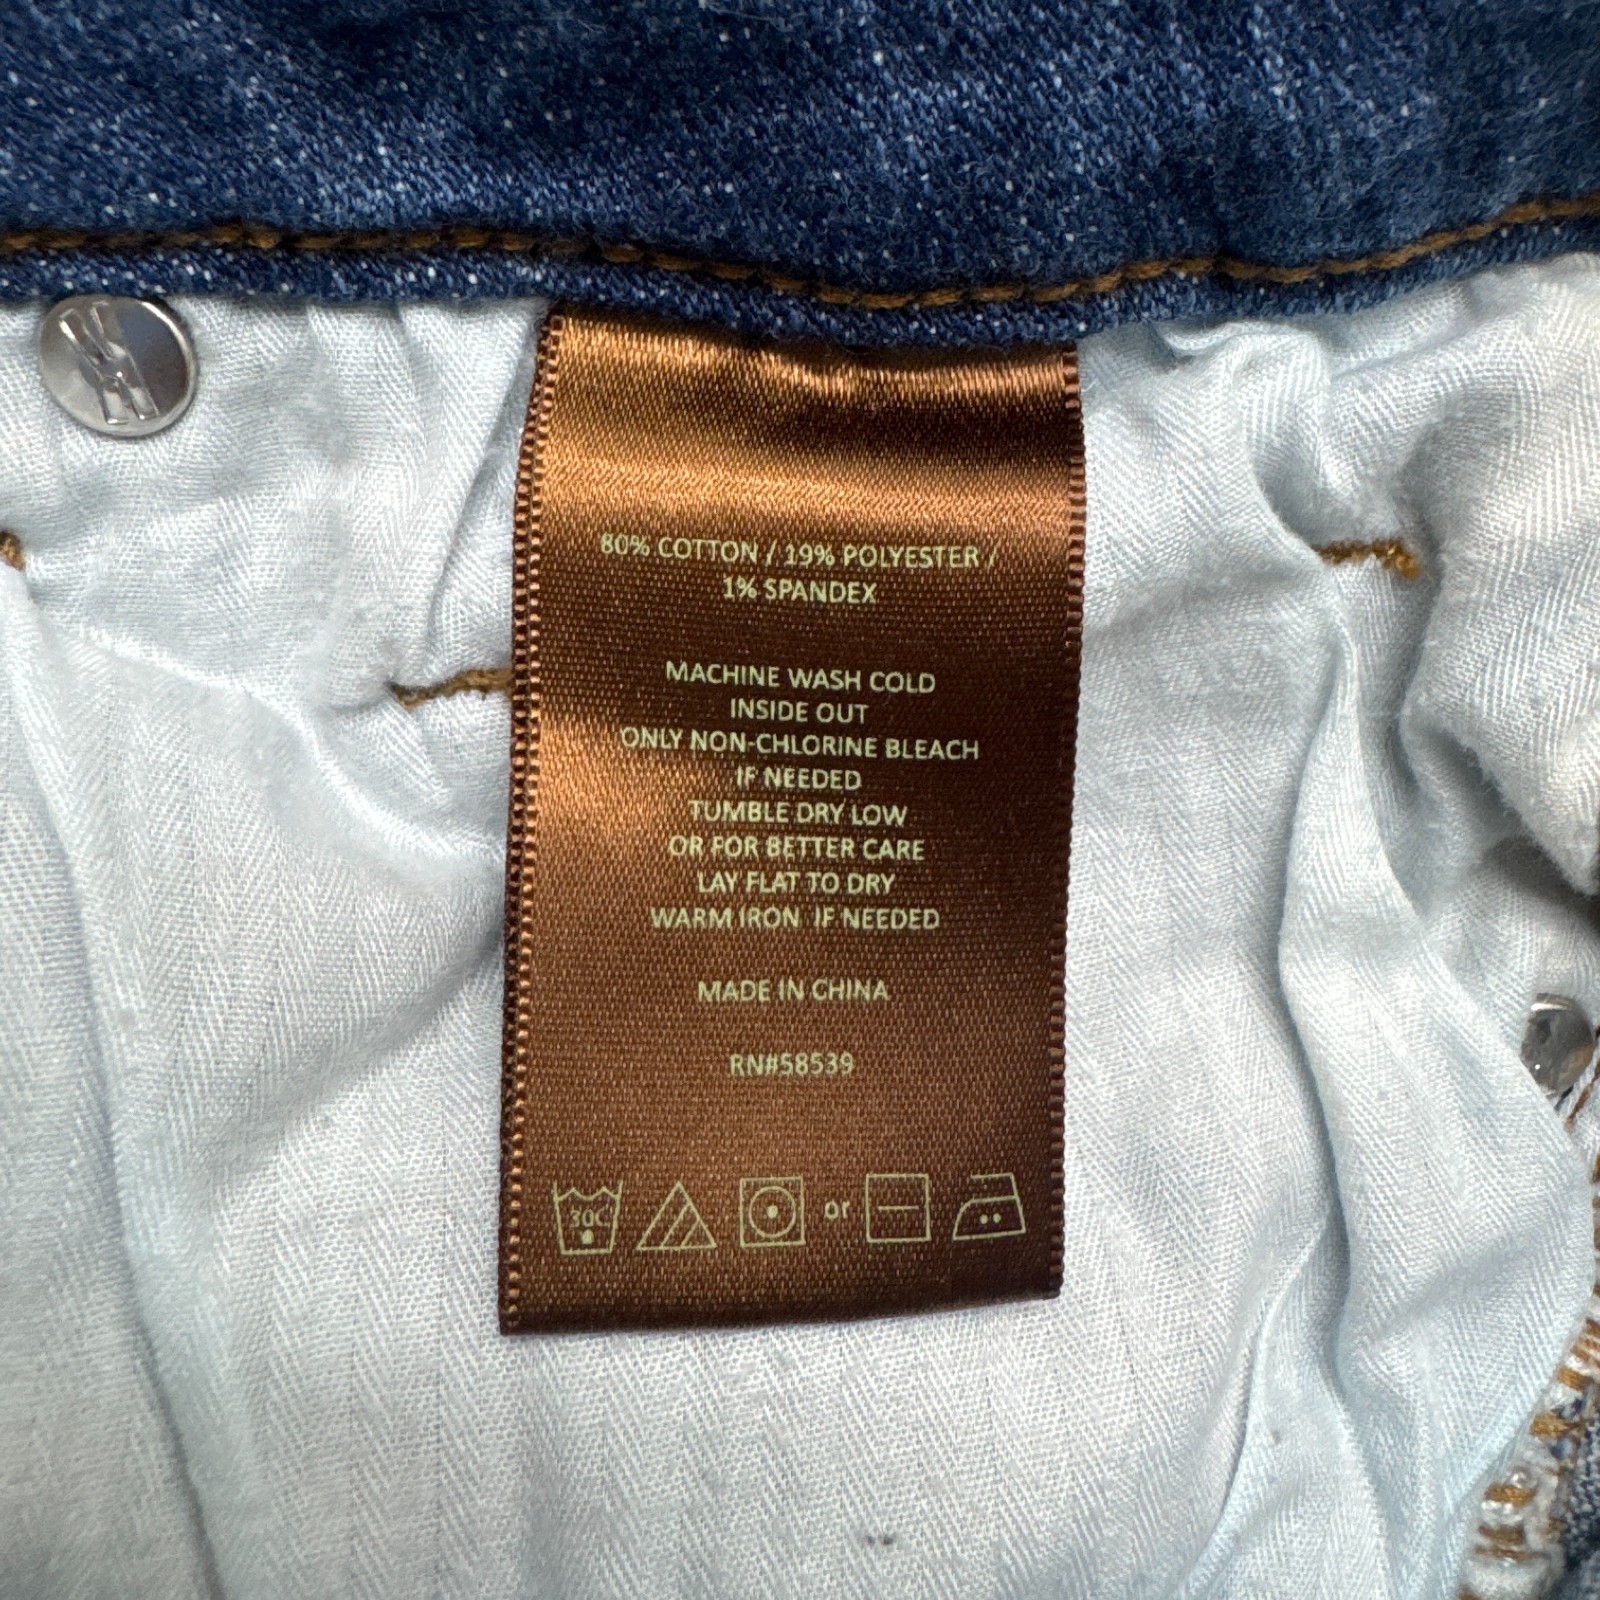 80% COTTON / 19% POLYESTER /
1% SPANDEX
MACHINE WASH COLD
INSIDE OUT
ONLY NON-CHLORINE BLEACH
IF NEEDED
TUMBLE DRY LOW
OR FOR BETTER CARE
LAY FLAT TO DRY
WARM IRON IF NEEDED
MADE IN CHINA
RN#58539
30C or